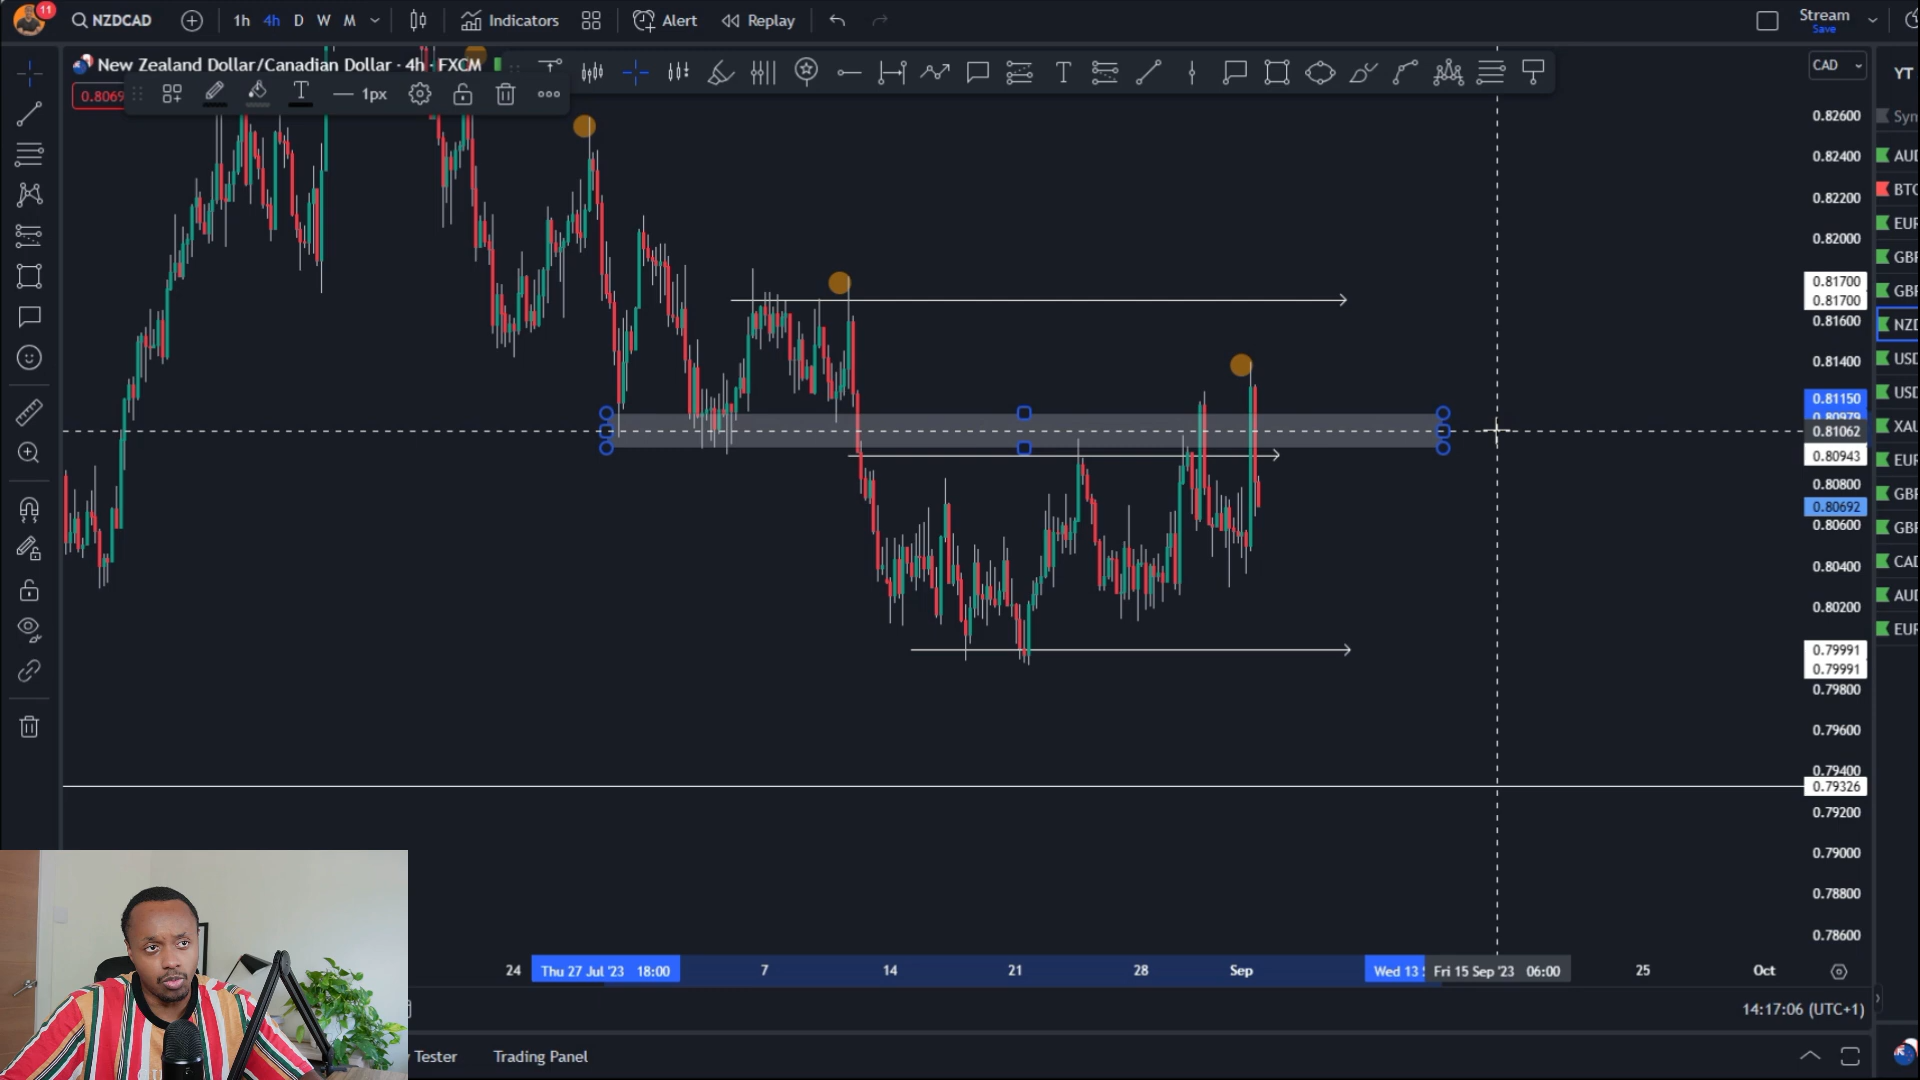 11
NZDCAD
1h 4h D W M
Indicators
Alert
Replay
Stream
Save
New Zealand Dollar/Canadian Dollar · 4h · FXCM
CAD
YT
0.8069
T
1px
T
0.82600
0.82400
0.82200
0.82000
0.81700
0.81700
0.81600
0.81400
0.81150
0.80979
0.81062
0.80943
0.80800
0.80692
0.80600
0.80400
0.80200
0.79991
0.79991
0.79800
0.79600
0.79400
0.79326
0.79200
0.79000
0.78800
0.78600
Sym
AUD
BTC
EUR
GBP
GBP
NZD
USD
USD
XAU
EUR
GBP
GBP
CAD
AUD
EUR
24 Thu 27 Jul '23 18:00 7 14 21 28 Sep Wed 13 Fri 15 Sep '23 06:00 25 Oct
14:17:06 (UTC+1)
Tester
Trading Panel